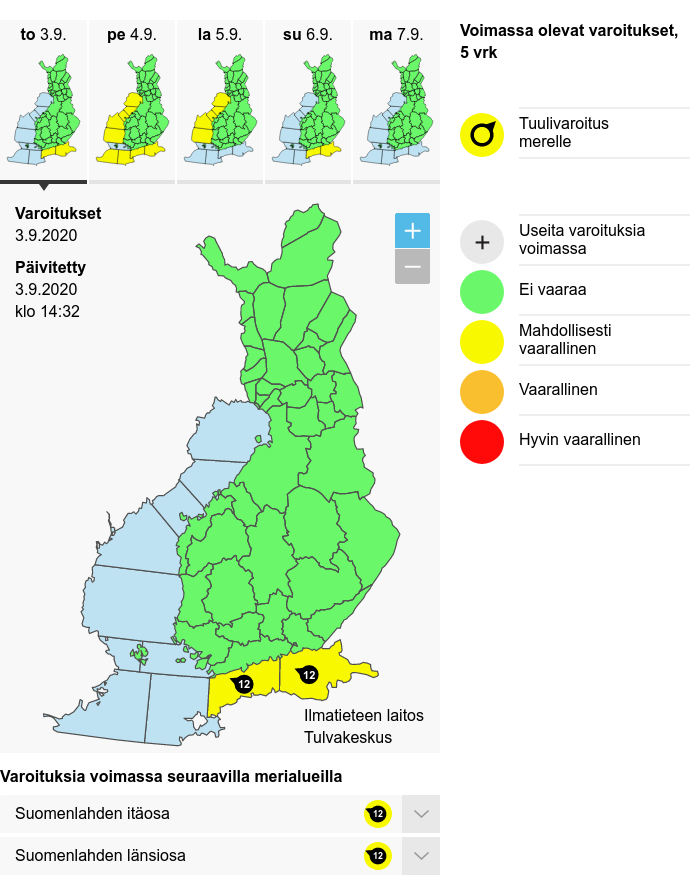 to 3.9.
pe 4.9.
la 5.9.
su 6.9.
ma 7.9.
Varoitukset
3.9.2020
Päivitetty
3.9.2020
klo 14:32
+
−
12
12
Ilmatieteen laitos
Tulvakeskus
Varoituksia voimassa seuraavilla merialueilla
Suomenlahden itäosa 12
Suomenlahden länsiosa 12
Voimassa olevat varoitukset,
5 vrk
Tuulivaroitus
merelle
+
Useita varoituksia
voimassa
Ei vaaraa
Mahdollisesti
vaarallinen
Vaarallinen
Hyvin vaarallinen